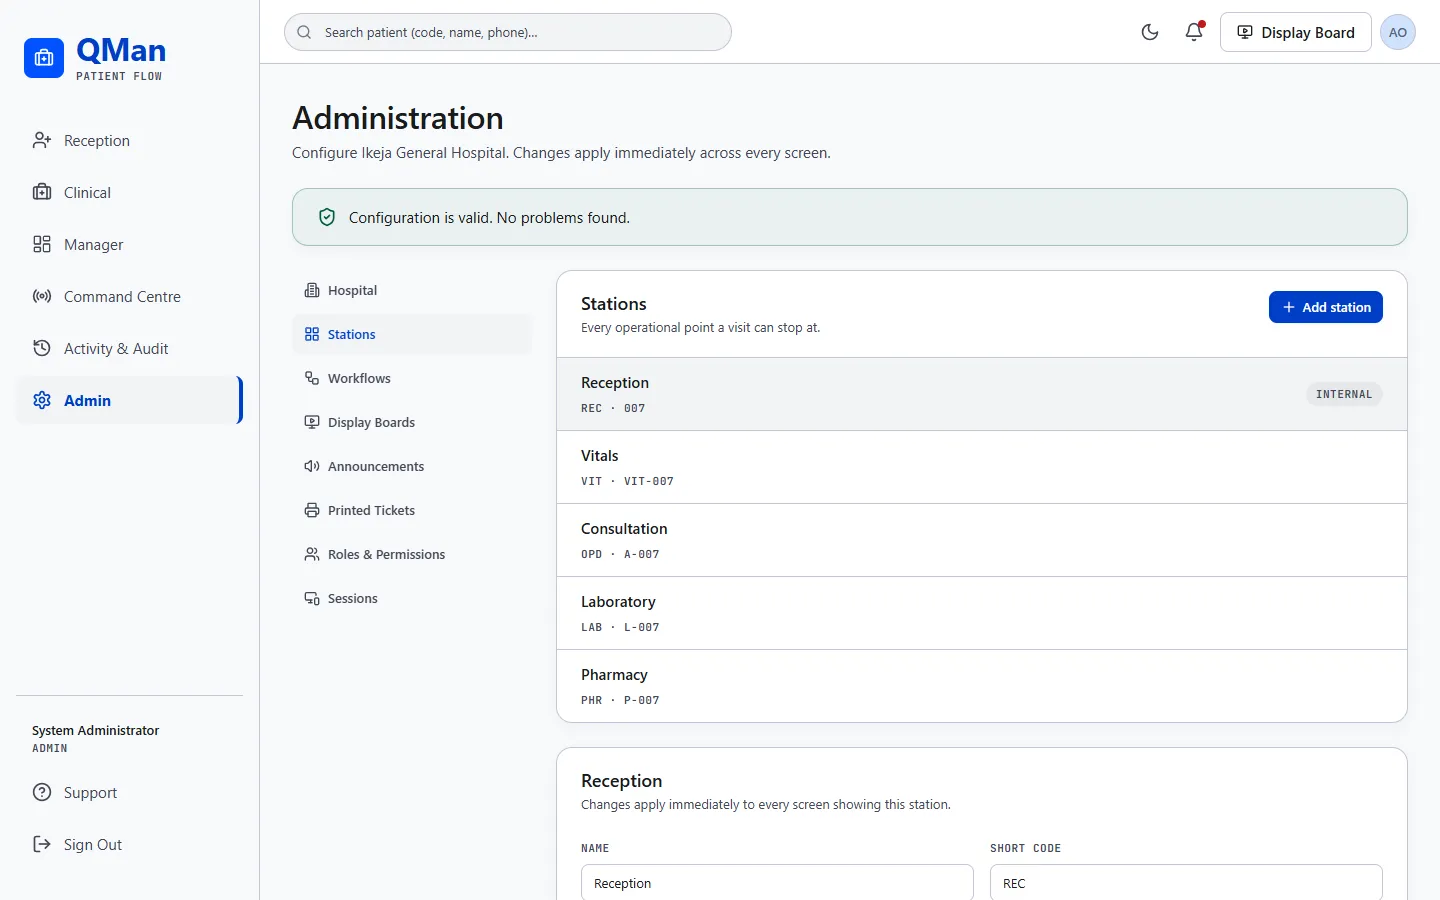 QMan
PATIENT FLOW
Reception
Clinical
Manager
Command Centre
Activity & Audit
Admin
System Administrator
ADMIN
Support
Sign Out
Search patient (code, name, phone)...
Display Board
AO
Administration
Configure Ikeja General Hospital. Changes apply immediately across every screen.
Configuration is valid. No problems found.
Hospital
Stations
Workflows
Display Boards
Announcements
Printed Tickets
Roles & Permissions
Sessions
Stations
Every operational point a visit can stop at.
Add station
Reception
REC · 007
INTERNAL
Vitals
VIT · VIT-007
Consultation
OPD · A-007
Laboratory
LAB · L-007
Pharmacy
PHR · P-007
Reception
Changes apply immediately to every screen showing this station.
NAME
SHORT CODE
Reception
REC